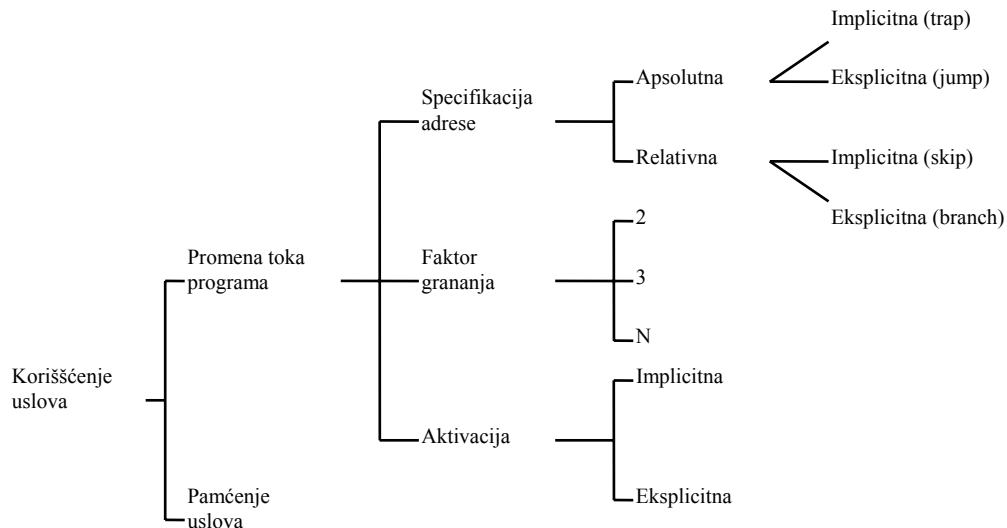 Implicitna (trap)
Apsolutna
Eksplicitna (jump)
Specifikacija
adrese
Relativna
Implicitna (skip)
Eksplicitna (branch)
2
Promena toka
programa
Faktor
grananja
3
N
Koriššćenje
uslova
Implicitna
Aktivacija
Pamćenje
uslova
Eksplicitna